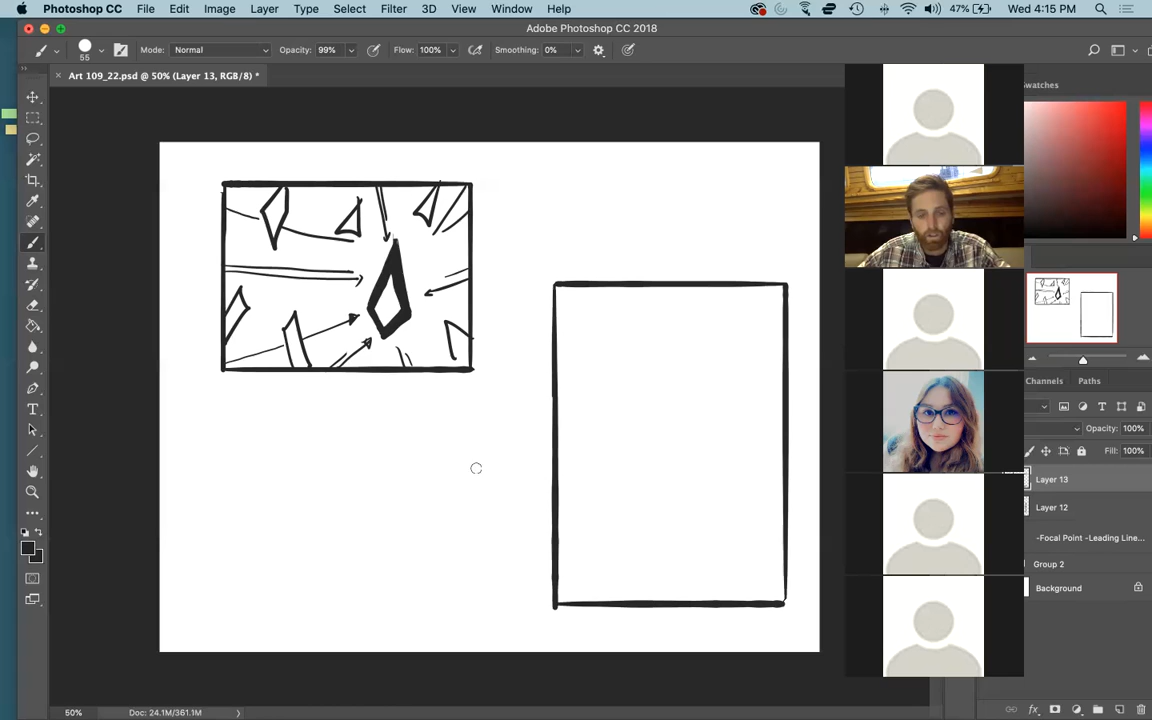 Photoshop CC File Edit Image Layer Type Select Filter 3D View Window Help 47% Wed 4:15 PM
Adobe Photoshop CC 2018
55 Mode: Normal Opacity: 99% Flow: 100% Smoothing: 0%
× Art 109_22.psd @ 50% (Layer 13, RGB/8) *
Swatches
Channels Paths
Opacity: 100%
Fill: 100%
Layer 13
Layer 12
-Focal Point -Leading Line...
Group 2
Background
50% Doc: 24.1M/361.1M